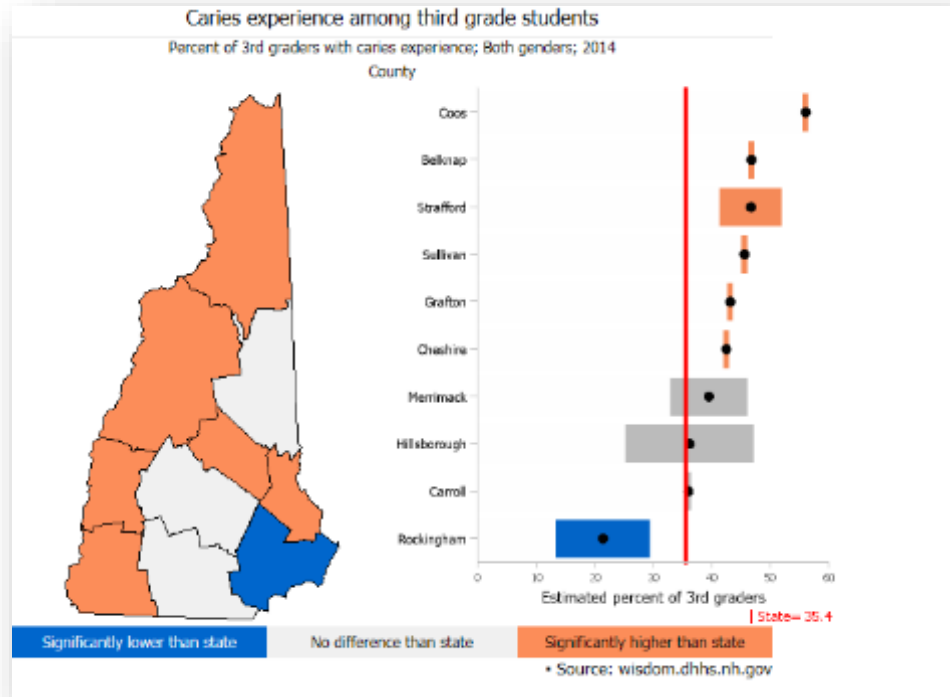 Caries experience among third grade students
Percent of 3rd graders with caries experience; Both genders; 2014
County
Coos
Belknap
Strafford
Sullivan
Grafton
Cheshire
Merrimack
Hillsborough
Carroll
Rockingham
0 10 20 30 40 50 60
Estimated percent of 3rd graders
| State= 35.4
Significantly lower than state No difference than state Significantly higher than state
• Source: wisdom.dhhs.nh.gov